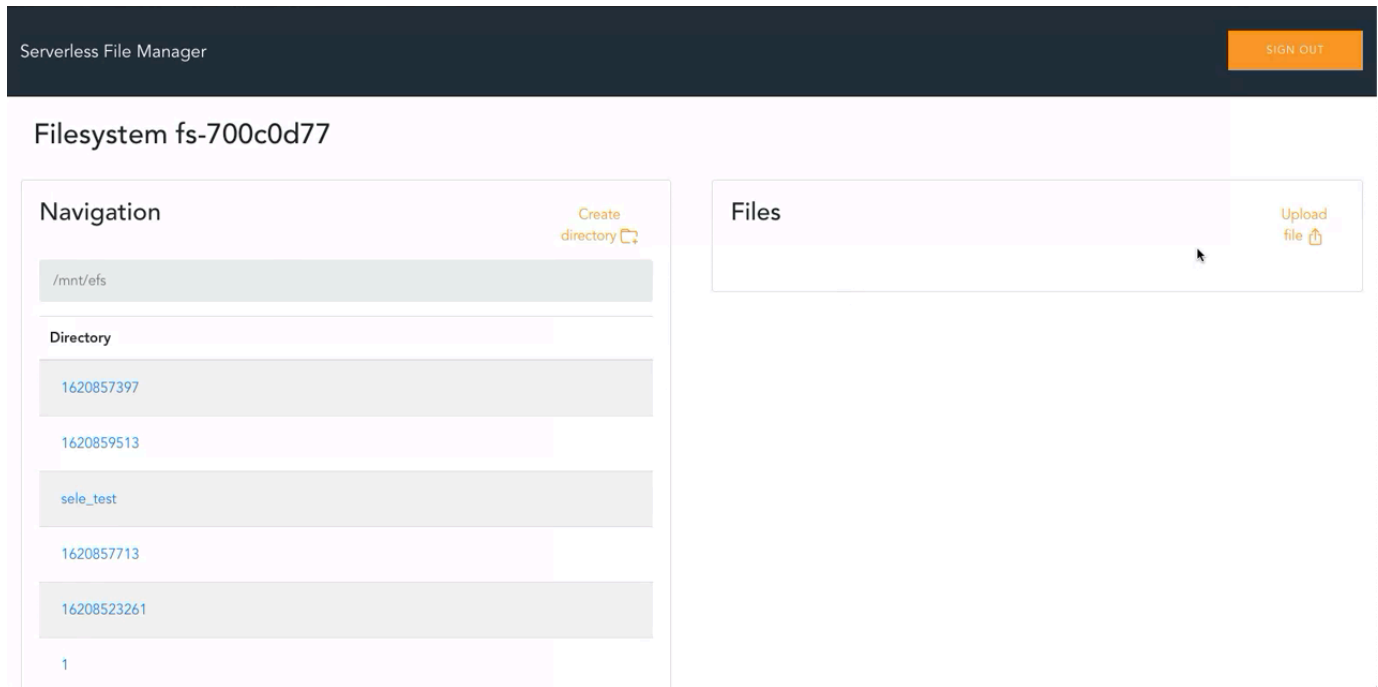 Serverless File Manager
SIGN OUT
Filesystem fs-700c0d77
Navigation
Create
directory
/mnt/efs
Directory
1620857397
1620859513
sele_test
1620857713
16208523261
1
Files
Upload
file